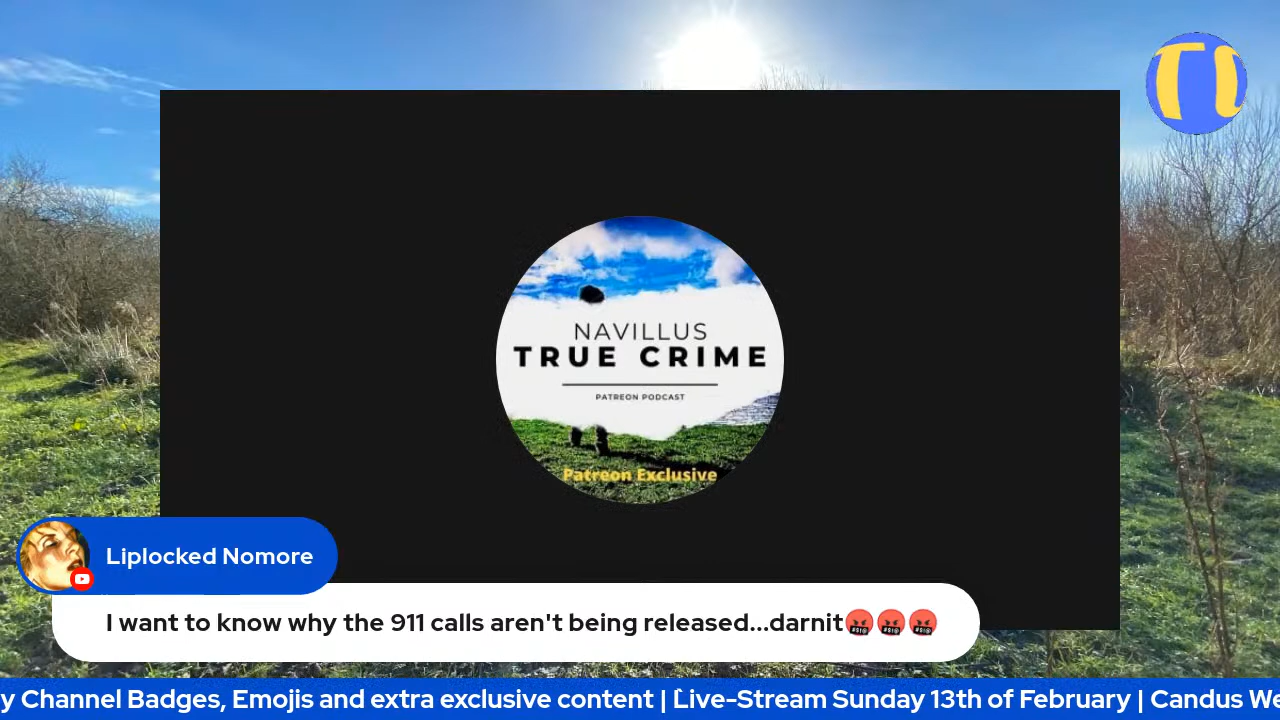 NAVILLUS
TRUE CRIME
PATREON PODCAST
Patreon Exclusive
Liplocked Nomore
I want to know why the 911 calls aren't being released...darnit🤬🤬🤬
y Channel Badges, Emojis and extra exclusive content | Live-Stream Sunday 13th of February | Candus We